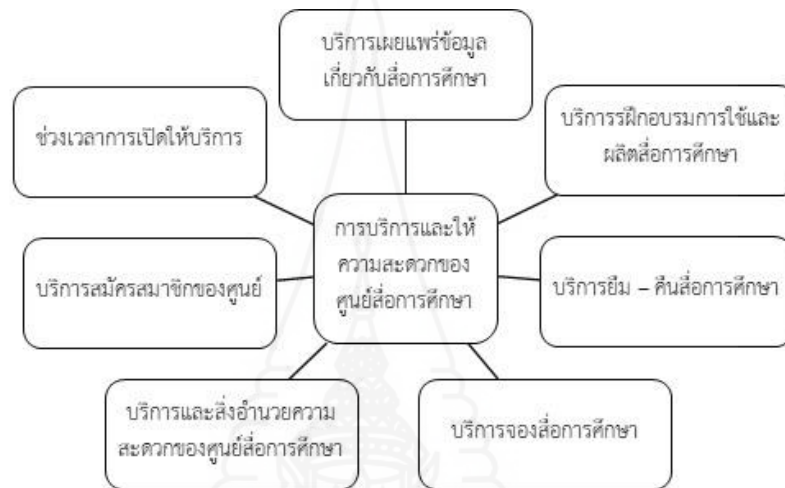 บริการเผยแพร่ข้อมูล
เกี่ยวกับสื่อการศึกษา
ช่วงเวลาการเปิดให้บริการ
บริการรฝึกอบรมการใช้และ
ผลิตสื่อการศึกษา
การบริการและให้
ความสะดวกของ
ศูนย์สื่อการศึกษา
บริการสมัครสมาชิกของศูนย์
บริการยืม – คืนสื่อการศึกษา
บริการและสิ่งอำนวยความ
สะดวกของศูนย์สื่อการศึกษา
บริการจองสื่อการศึกษา